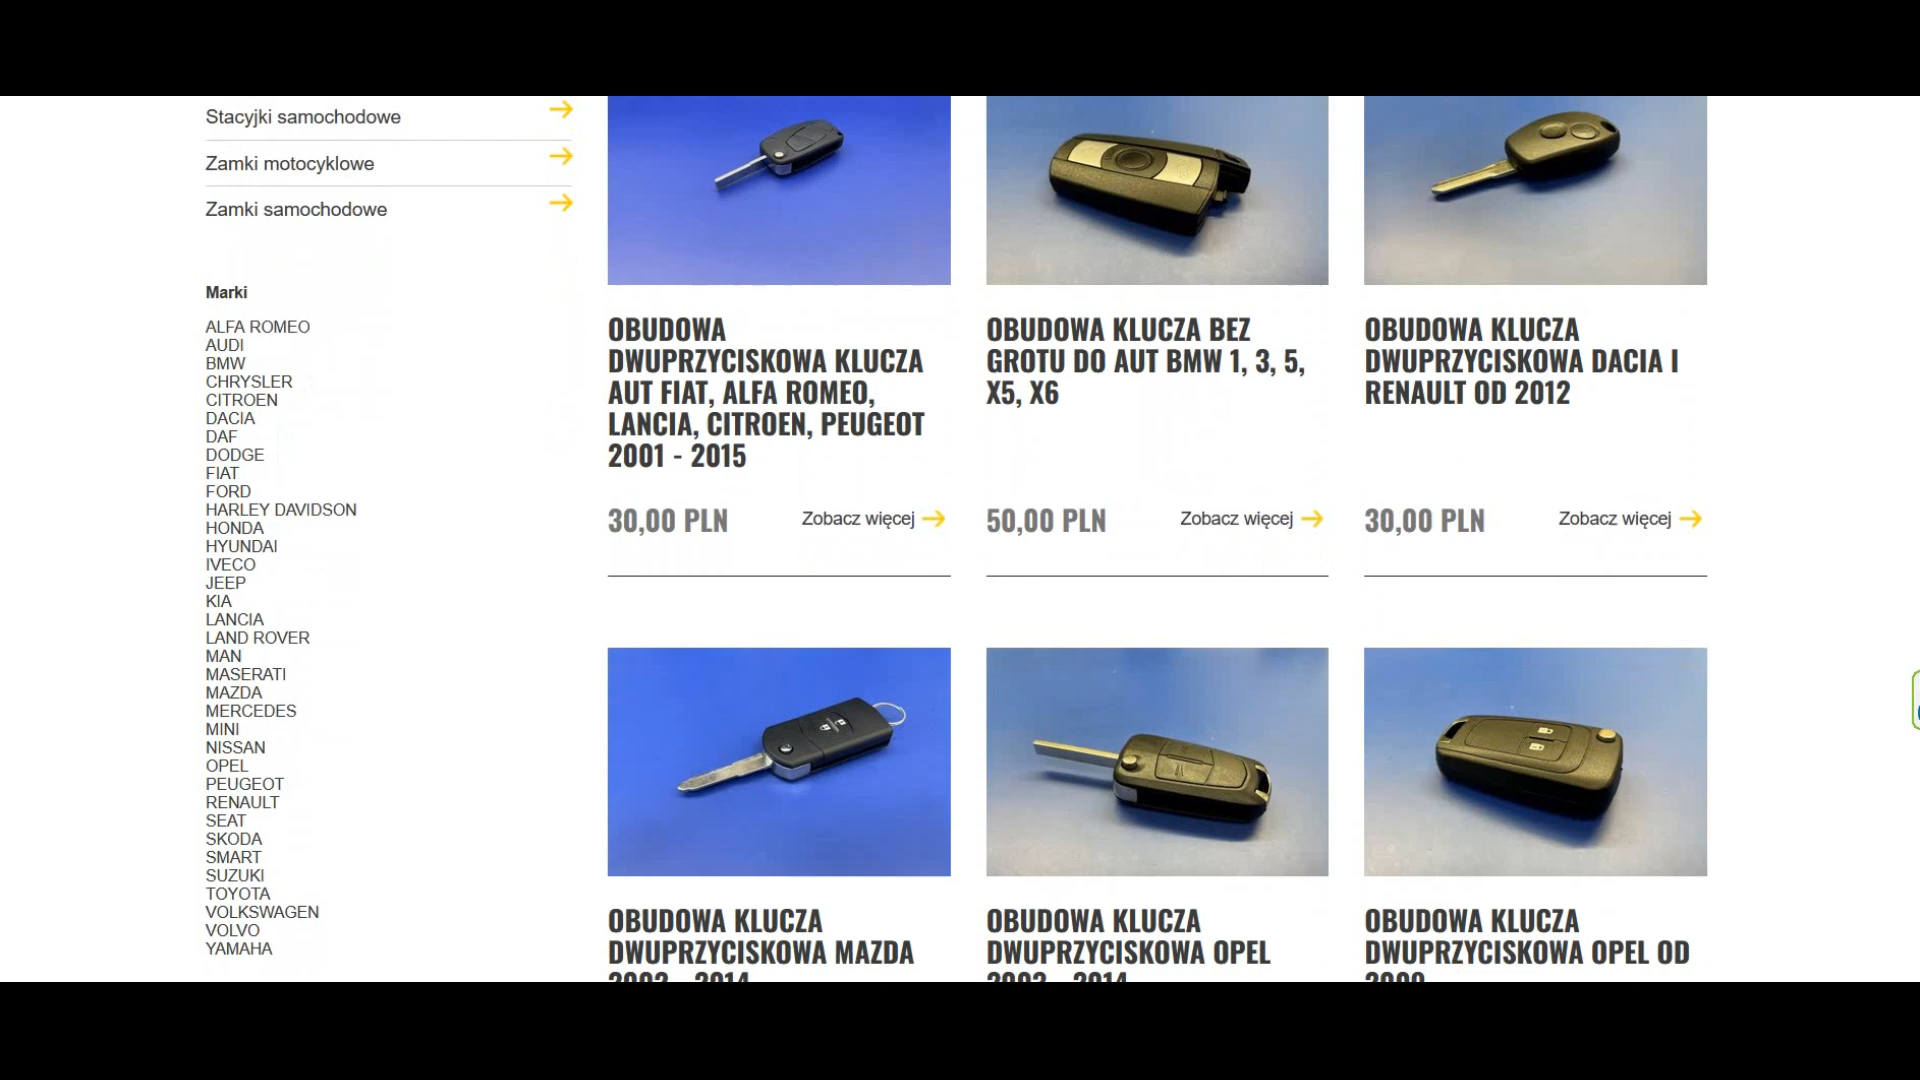 Stacyjki samochodowe
Zamki motocyklowe
Zamki samochodowe
Marki
ALFA ROMEO
AUDI
BMW
CHRYSLER
CITROEN
DACIA
DAF
DODGE
FIAT
FORD
HARLEY DAVIDSON
HONDA
HYUNDAI
IVECO
JEEP
KIA
LANCIA
LAND ROVER
MAN
MASERATI
MAZDA
MERCEDES
MINI
NISSAN
OPEL
PEUGEOT
RENAULT
SEAT
SKODA
SMART
SUZUKI
TOYOTA
VOLKSWAGEN
VOLVO
YAMAHA
OBUDOWA
DWUPRZYCISKOWA KLUCZA
AUT FIAT, ALFA ROMEO,
LANCIA, CITROEN, PEUGEOT
2001 - 2015
30,00 PLN
Zobacz więcej
OBUDOWA KLUCZA BEZ
GROTU DO AUT BMW 1, 3, 5,
X5, X6
50,00 PLN
Zobacz więcej
OBUDOWA KLUCZA
DWUPRZYCISKOWA DACIA I
RENAULT OD 2012
30,00 PLN
Zobacz więcej
OBUDOWA KLUCZA
DWUPRZYCISKOWA MAZDA
OBUDOWA KLUCZA
DWUPRZYCISKOWA OPEL
OBUDOWA KLUCZA
DWUPRZYCISKOWA OPEL OD